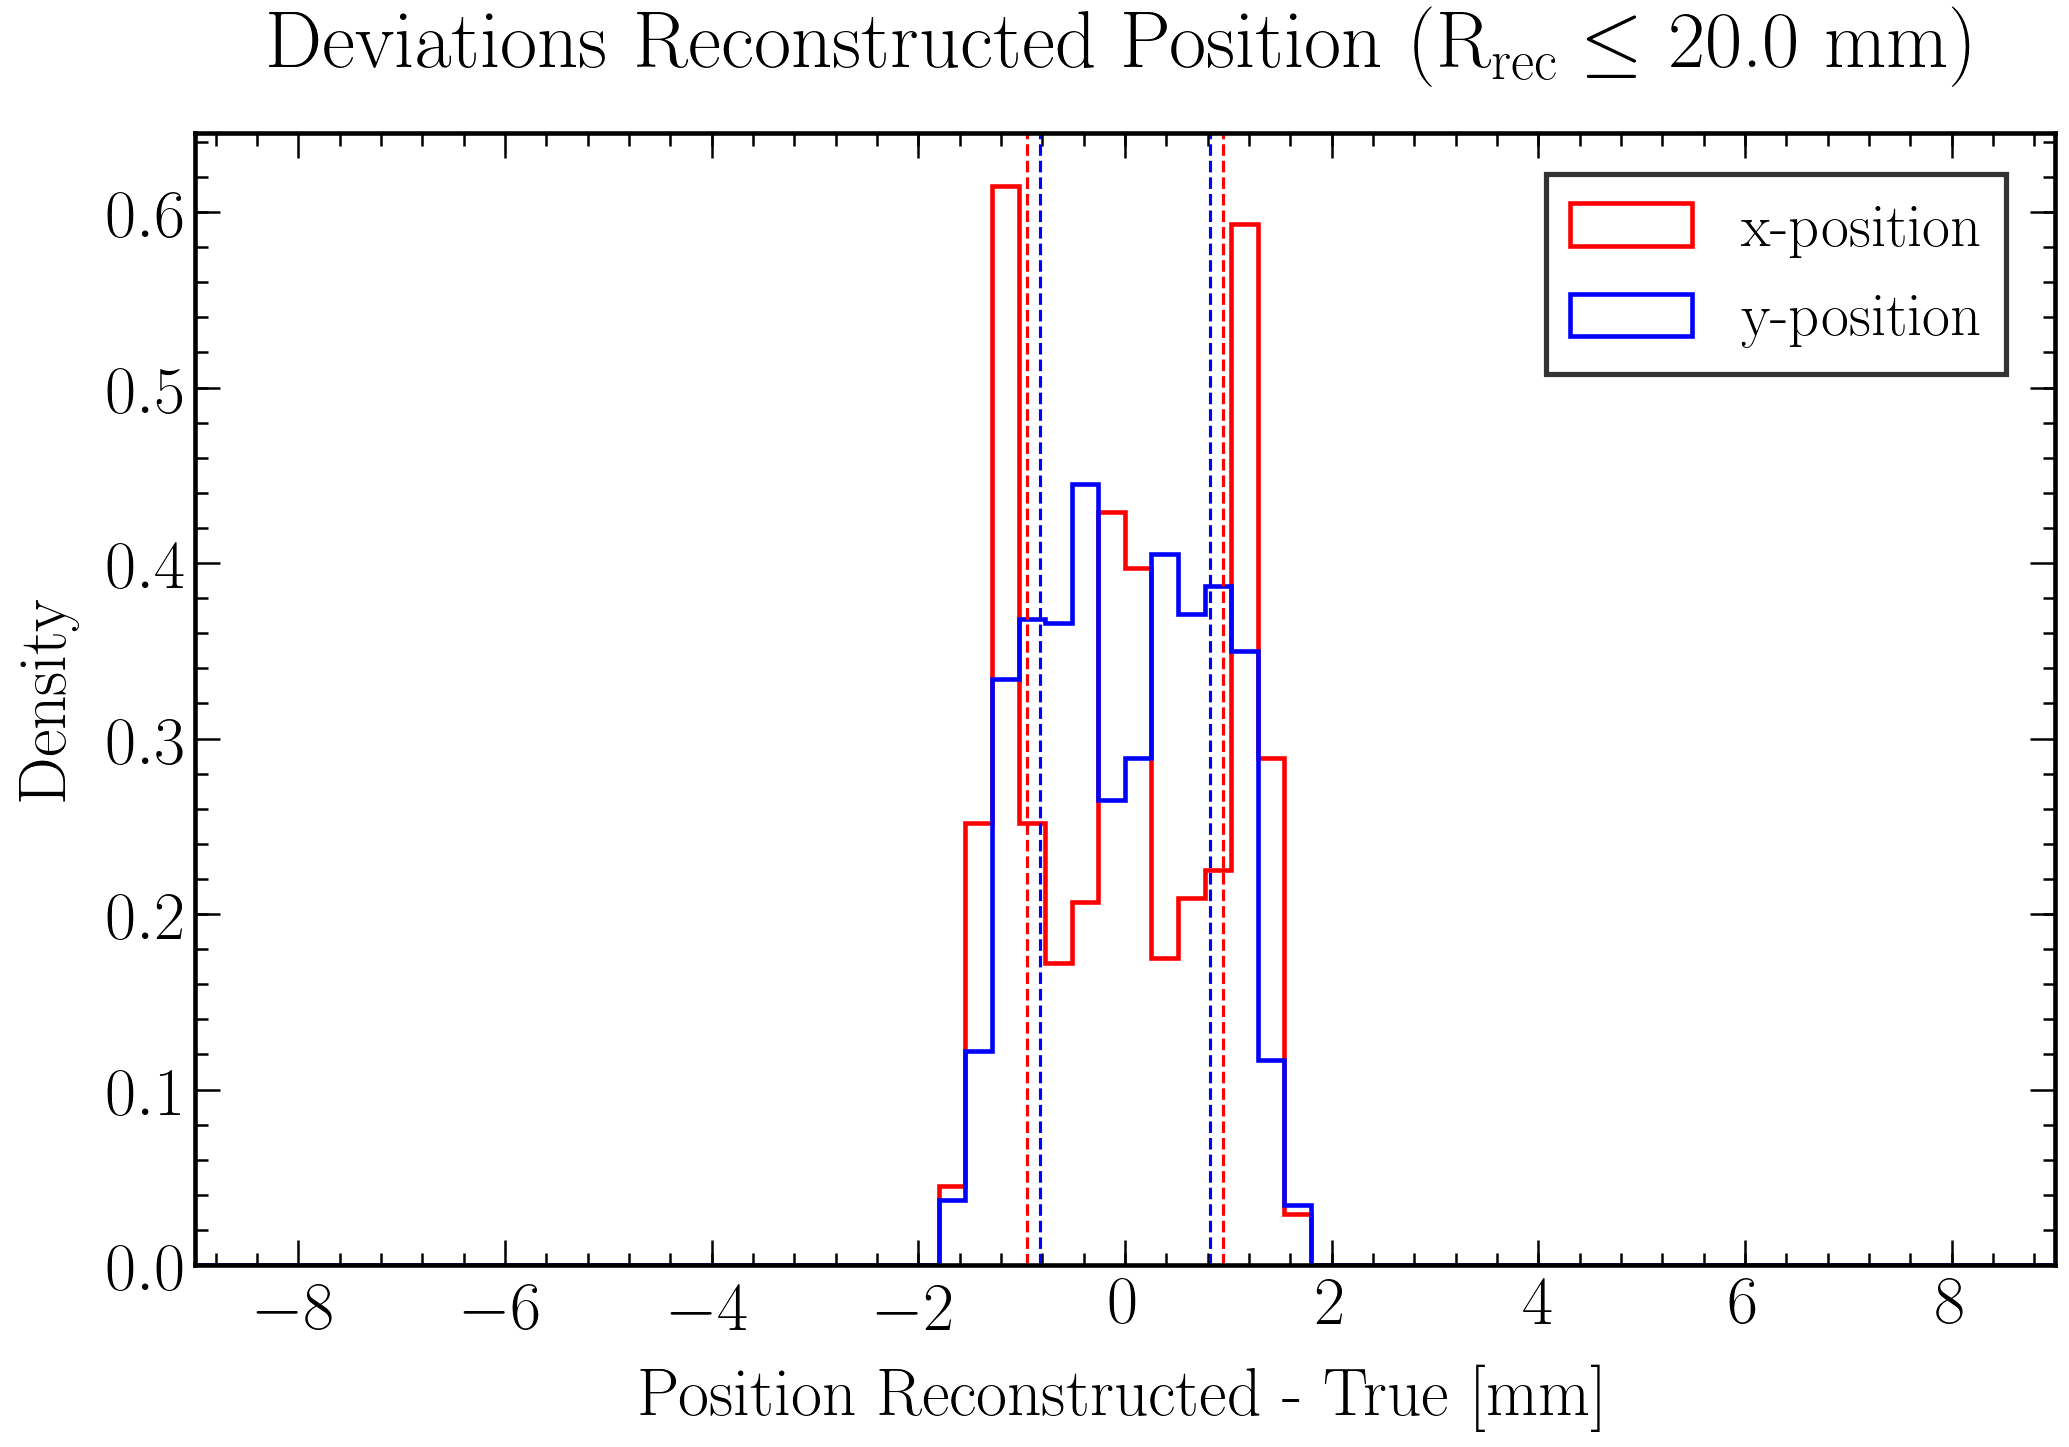 Deviations Reconstructed Position (R_rec ≤ 20.0 mm)
x-position
y-position
Density
0.6
0.5
0.4
0.3
0.2
0.1
0.0
−8 −6 −4 −2 0 2 4 6 8
Position Reconstructed - True [mm]